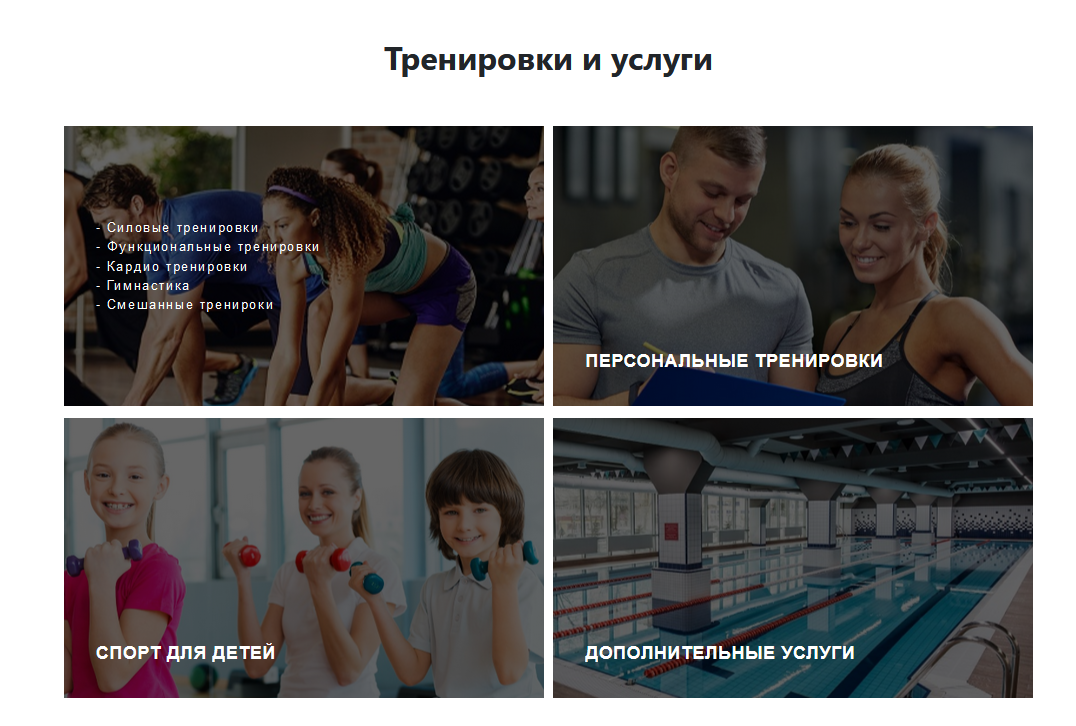 Тренировки и услуги
- Силовые тренировки
- Функциональные тренировки
- Кардио тренировки
- Гимнастика
- Смешанные тренироки
ПЕРСОНАЛЬНЫЕ ТРЕНИРОВКИ
СПОРТ ДЛЯ ДЕТЕЙ
ДОПОЛНИТЕЛЬНЫЕ УСЛУГИ